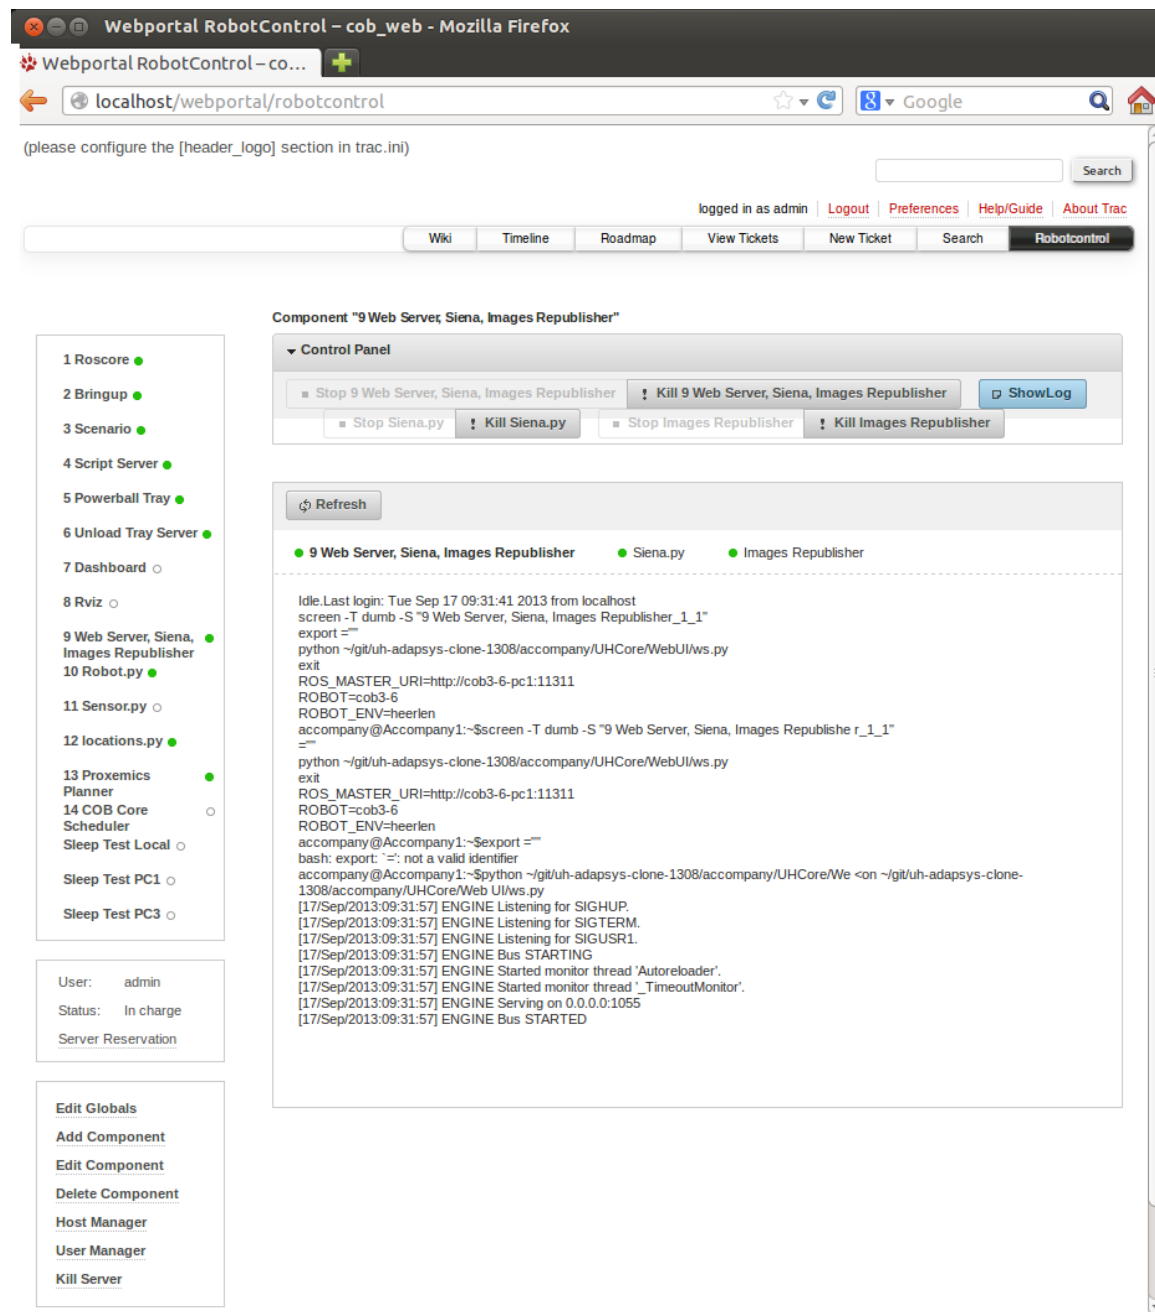 Webportal RobotControl – cob_web - Mozilla Firefox
Webportal RobotControl – co...
localhost/webportal/robotcontrol
8 Google
(please configure the [header_logo] section in trac.ini)
Search
logged in as admin Logout Preferences Help/Guide About Trac
Wiki Timeline Roadmap View Tickets New Ticket Search Robotcontrol
Component "9 Web Server, Siena, Images Republisher"
Control Panel
Stop 9 Web Server, Siena, Images Republisher ! Kill 9 Web Server, Siena, Images Republisher ShowLog
Stop Siena.py ! Kill Siena.py Stop Images Republisher ! Kill Images Republisher
1 Roscore
2 Bringup
3 Scenario
4 Script Server
5 Powerball Tray
6 Unload Tray Server
7 Dashboard
8 Rviz
9 Web Server, Siena,
Images Republisher
10 Robot.py
11 Sensor.py
12 locations.py
13 Proxemics
Planner
14 COB Core
Scheduler
Sleep Test Local
Sleep Test PC1
Sleep Test PC3
Refresh
9 Web Server, Siena, Images Republisher Siena.py Images Republisher
Idle.Last login: Tue Sep 17 09:31:41 2013 from localhost
screen -T dumb -S "9 Web Server, Siena, Images Republisher_1_1"
export =""
python ~/git/uh-adapsys-clone-1308/accompany/UHCore/WebUI/ws.py
exit
ROS_MASTER_URI=http://cob3-6-pc1:11311
ROBOT=cob3-6
ROBOT_ENV=heerlen
accompany@Accompany1:~$screen -T dumb -S "9 Web Server, Siena, Images Republishe r_1_1"
=""
python ~/git/uh-adapsys-clone-1308/accompany/UHCore/WebUI/ws.py
exit
ROS_MASTER_URI=http://cob3-6-pc1:11311
ROBOT=cob3-6
ROBOT_ENV=heerlen
accompany@Accompany1:~$export =""
bash: export: `=': not a valid identifier
accompany@Accompany1:~$python ~/git/uh-adapsys-clone-1308/accompany/UHCore/We <on ~/git/uh-adapsys-clone-
1308/accompany/UHCore/Web UI/ws.py
[17/Sep/2013:09:31:57] ENGINE Listening for SIGHUP.
[17/Sep/2013:09:31:57] ENGINE Listening for SIGTERM.
[17/Sep/2013:09:31:57] ENGINE Listening for SIGUSR1.
[17/Sep/2013:09:31:57] ENGINE Bus STARTING
[17/Sep/2013:09:31:57] ENGINE Started monitor thread 'Autoreloader'.
[17/Sep/2013:09:31:57] ENGINE Started monitor thread '_TimeoutMonitor'.
[17/Sep/2013:09:31:57] ENGINE Serving on 0.0.0.0:1055
[17/Sep/2013:09:31:57] ENGINE Bus STARTED
User: admin
Status: In charge
Server Reservation
Edit Globals
Add Component
Edit Component
Delete Component
Host Manager
User Manager
Kill Server